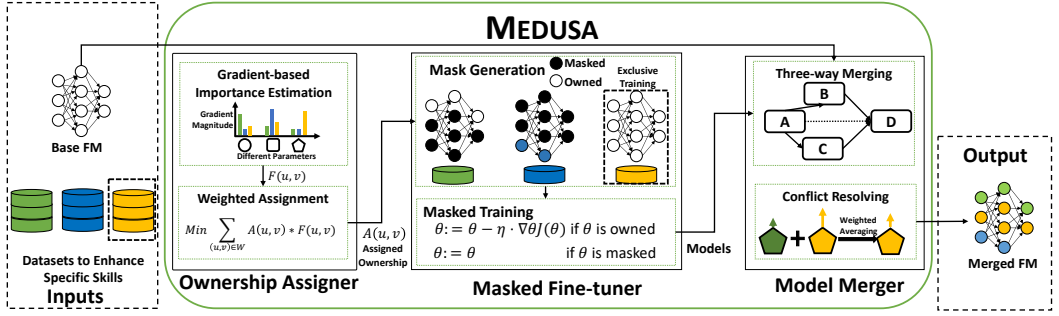 MEDUSA
Base FM
Datasets to Enhance
Specific Skills
Inputs
Gradient-based
Importance Estimation
Gradient
Magnitude
Different Parameters
F(u, v)
Weighted Assignment
Min ∑ A(u, v) ∗ F(u, v)
(u,v)∈W
Ownership Assigner
A(u, v)
Assigned
Ownership
Mask Generation
Masked
Owned
Exclusive
Training
Masked Training
θ: = θ − η · ∇θJ(θ) if θ is owned
θ: = θ if θ is masked
Masked Fine-tuner
Models
Three-way Merging
B
A
D
C
Conflict Resolving
Weighted
Averaging
Model Merger
Output
Merged FM